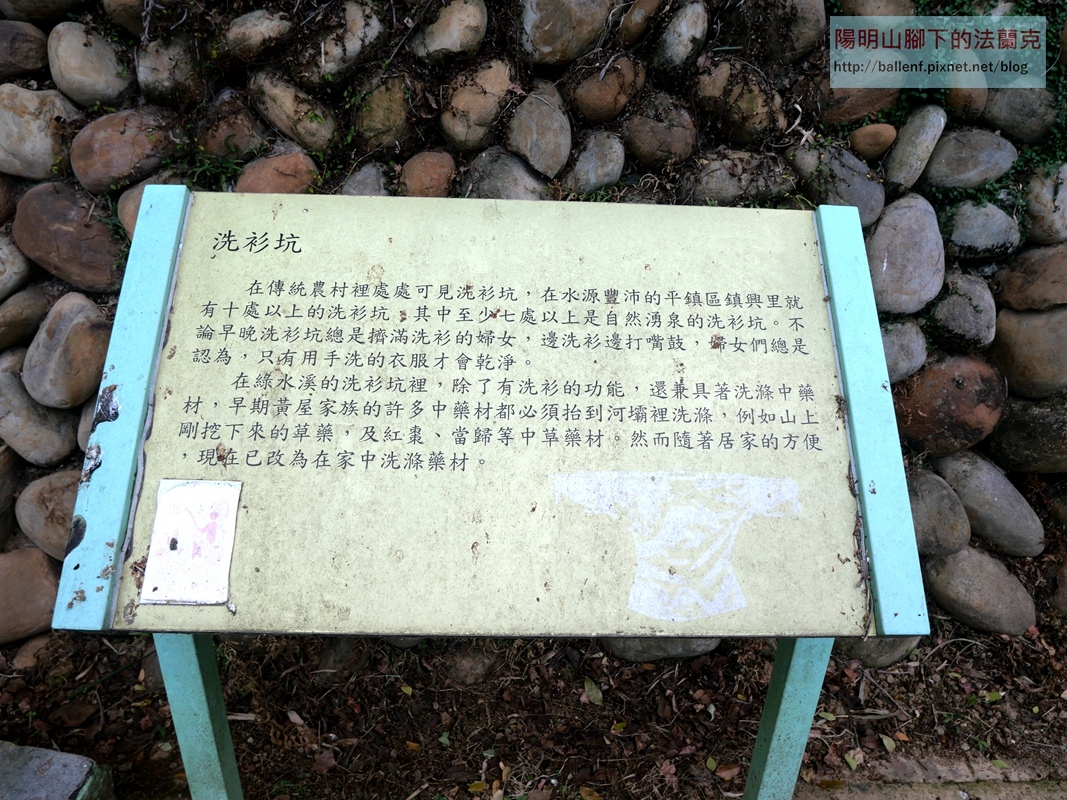 陽明山腳下的法蘭克
http://ballenf.pixnet.net/blog
洗衫坑
在傳統農村裡處處可見洗衫坑，在水源豐沛的平鎮區鎮興里就
有十處以上的洗衫坑，其中至少七處以上是自然湧泉的洗衫坑。不
論早晚洗衫坑總是擠滿洗衫的婦女，邊洗衫邊打嘴鼓，婦女們總是
認為，只有用手洗的衣服才會乾淨。
在綠水溪的洗衫坑裡，除了有洗衫的功能，還兼具著洗滌中藥
材，早期黃屋家族的許多中藥材都必須抬到河壩裡洗滌，例如山上
剛挖下來的草藥，及紅棗、當歸等中草藥材。然而隨著居家的方便
，現在已改為在家中洗滌藥材。